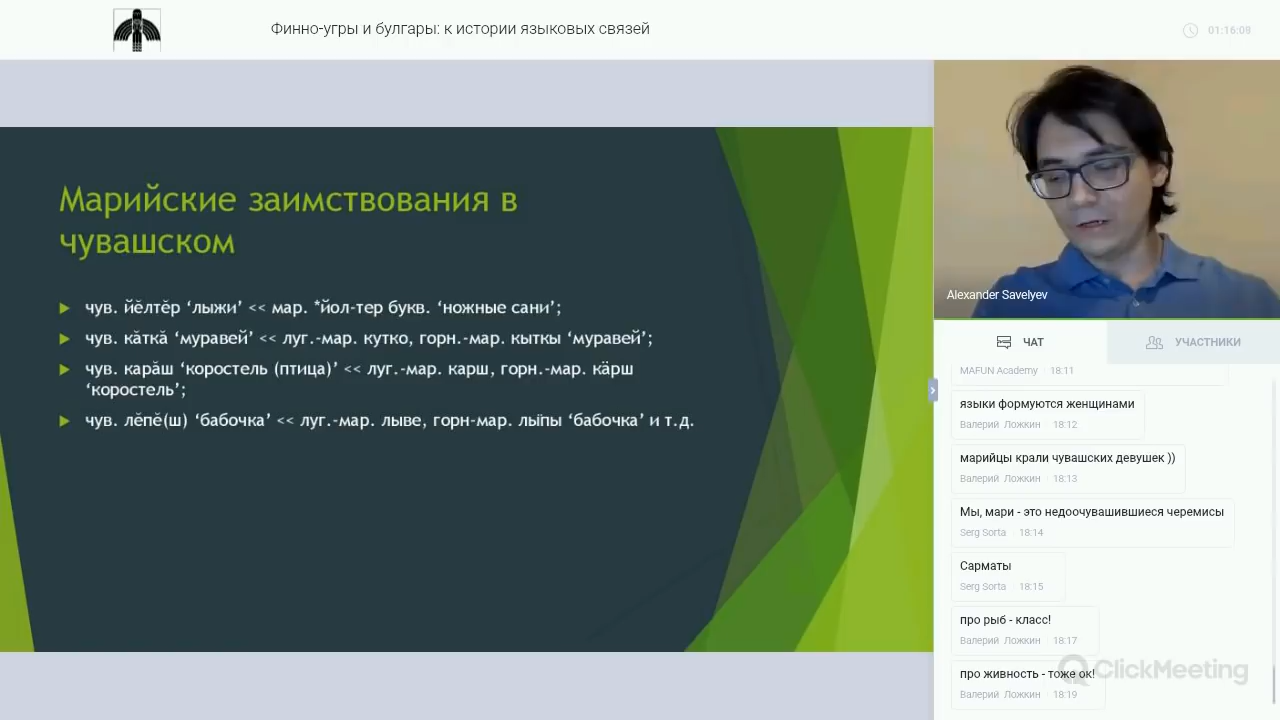 Финно-угры и булгары: к истории языковых связей
01:16:09
Марийские заимствования в
чувашском
чув. йӗлтӗр ‘лыжи’ << мар. *йол-тер букв. ‘ножные сани’;
чув. кӑткӑ ‘муравей’ << луг.-мар. кутко, горн.-мар. кыткы ‘муравей’;
чув. карӑш ‘коростель (птица)’ << луг.-мар. карш, горн.-мар. кӓрш
‘коростель’;
чув. лӗпӗ(ш) ‘бабочка’ << луг.-мар. лыве, горн-мар. лӹпы ‘бабочка’ и т.д.
Alexander Savelyev
ЧАТ
УЧАСТНИКИ
MAFUN Academy · 18:11
языки формуются женщинами
Валерий Ложкин · 18:12
марийцы крали чувашских девушек ))
Валерий Ложкин · 18:13
Мы, мари - это недоочувашившиеся черемисы
Serg Sorta · 18:14
Сарматы
Serg Sorta · 18:15
про рыб - класс!
Валерий Ложкин · 18:17
про живность - тоже ок!
Валерий Ложкин · 18:19
ClickMeeting